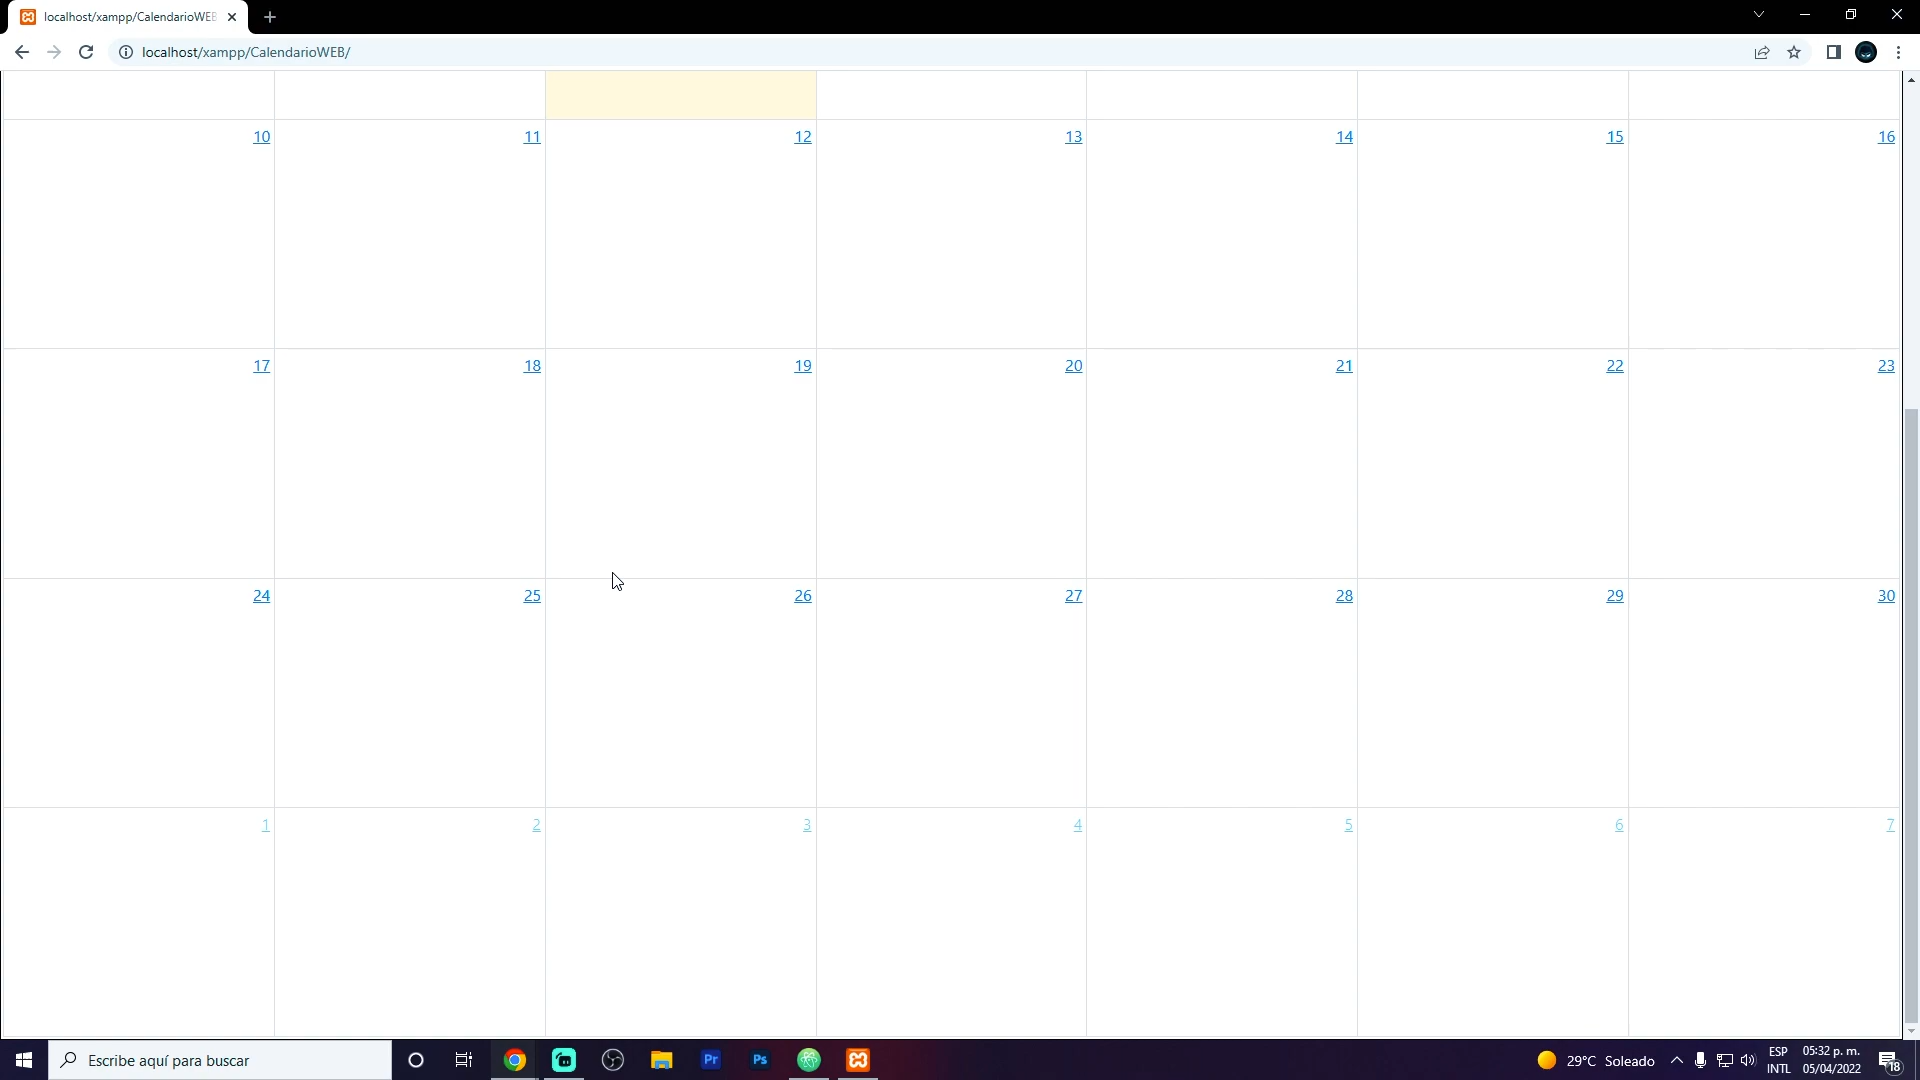 localhost/xampp/CalendarioWEB
localhost/xampp/CalendarioWEB/
10 11 12 13 14 15 16
17 18 19 20 21 22 23
24 25 26 27 28 29 30
1 2 3 4 5 6 7
Escribe aquí para buscar
Pr
Ps
29°C Soleado
ESP
INTL
05:32 p. m.
05/04/2022
18